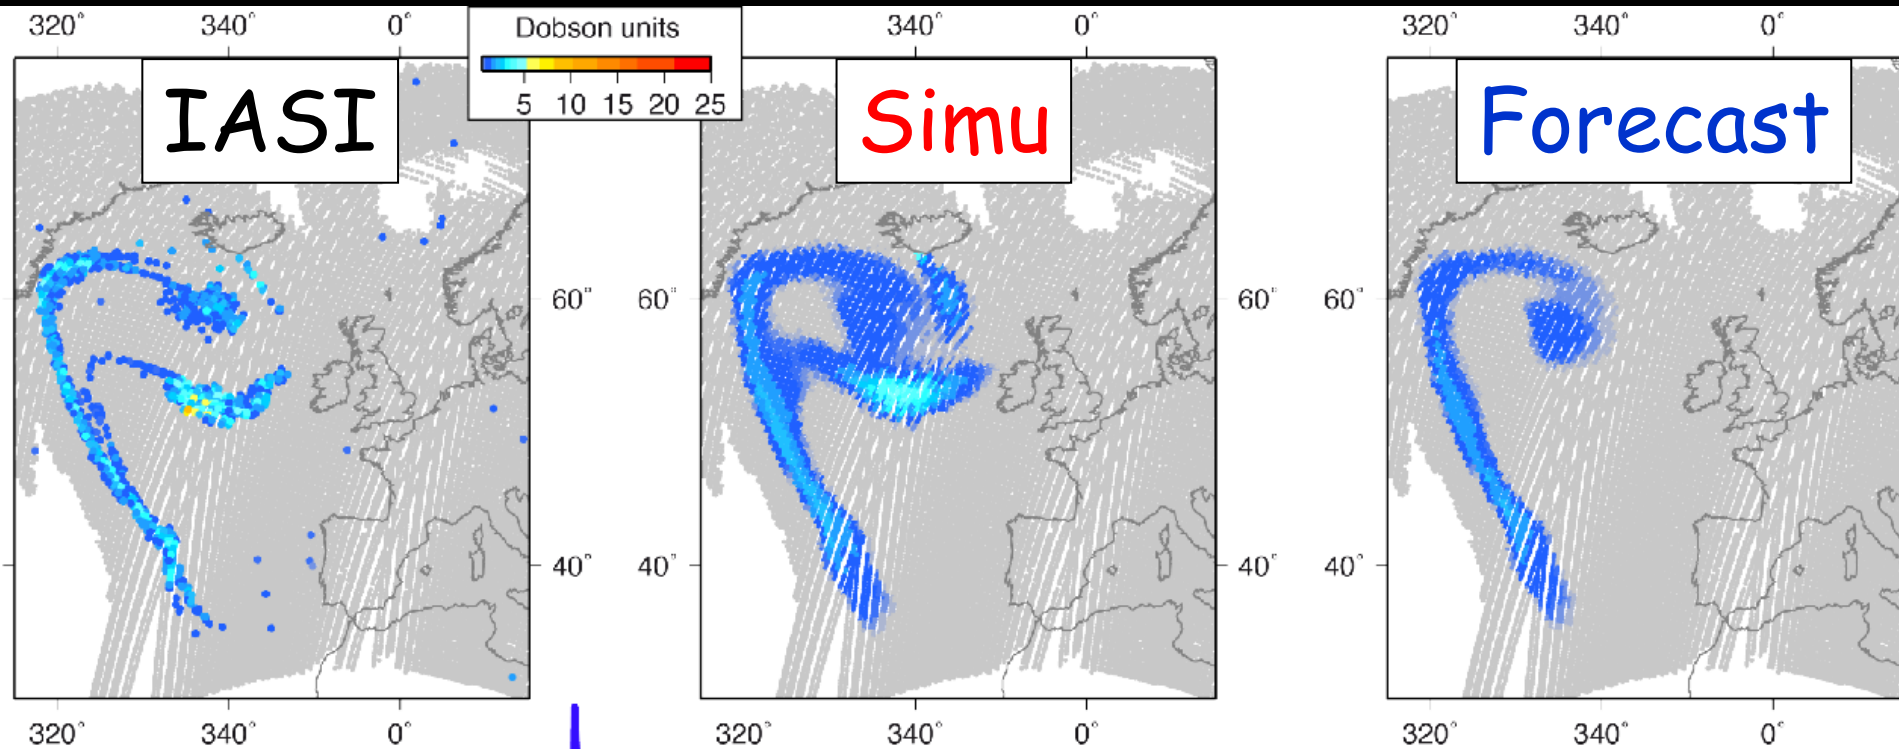 320° 340° 0° 340° 0° 320° 340° 0°
Dobson units
5 10 15 20 25
IASI
Simu
Forecast
60° 60° 60° 60°
40° 40° 40° 40°
320° 340° 0° 320° 340° 0° 320° 340° 0°